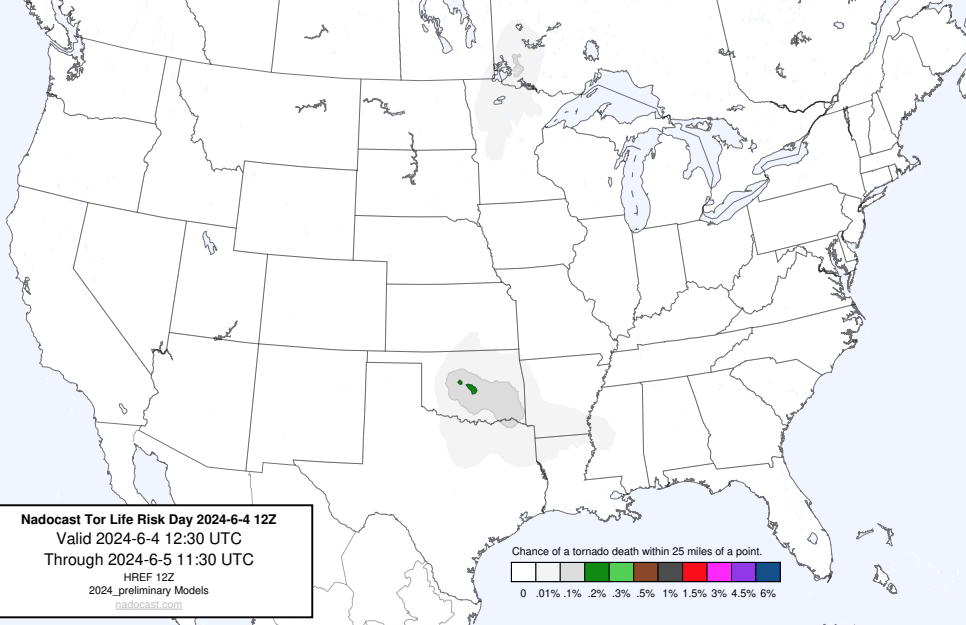 Nadocast Tor Life Risk Day 2024-6-4 12Z
Valid 2024-6-4 12:30 UTC
Through 2024-6-5 11:30 UTC
HREF 12Z
2024_preliminary Models
nadocast.com
Chance of a tornado death within 25 miles of a point.
0 .01% .1% .2% .3% .5% 1% 1.5% 3% 4.5% 6%